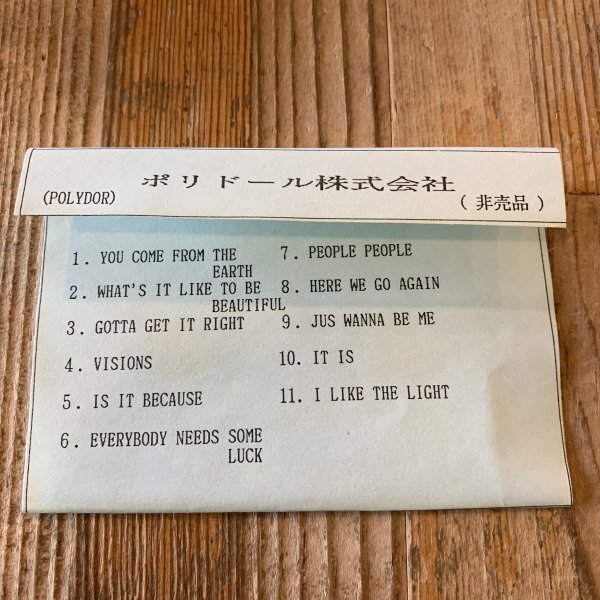 ポリドール株式会社
(POLYDOR)
( 非売品 )
1. YOU COME FROM THE
EARTH
2. WHAT'S IT LIKE TO BE
BEAUTIFUL
3. GOTTA GET IT RIGHT
4. VISIONS
5. IS IT BECAUSE
6. EVERYBODY NEEDS SOME
LUCK
7. PEOPLE PEOPLE
8. HERE WE GO AGAIN
9. JUS WANNA BE ME
10. IT IS
11. I LIKE THE LIGHT